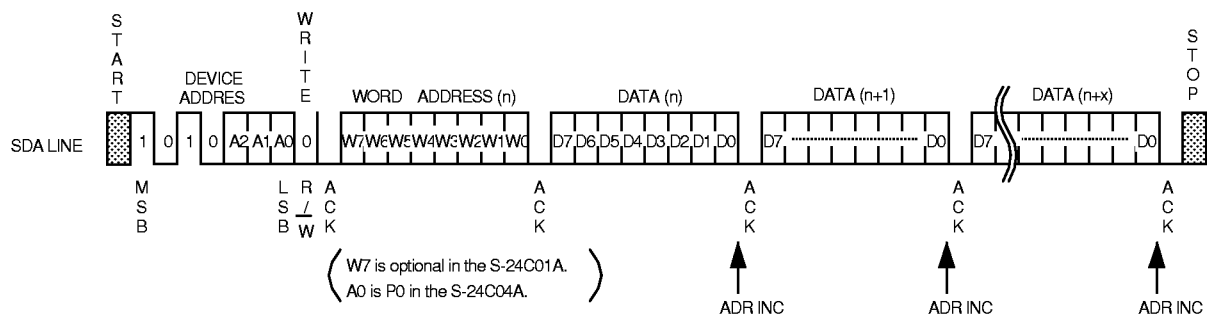 START
WRITE
STOP
DEVICE
ADDRES
WORD ADDRESS (n)
DATA (n)
DATA (n+1)
DATA (n+x)
SDA LINE
1 0 1 0 A2 A1 A0 0
W7 W6 W5 W4 W3 W2 W1 W0
D7 D6 D5 D4 D3 D2 D1 D0
D7 D0
D7 D0
MSB
LSB
R/W
ACK
ACK
ACK
ACK
ACK
W7 is optional in the S-24C01A.
A0 is P0 in the S-24C04A.
ADR INC
ADR INC
ADR INC